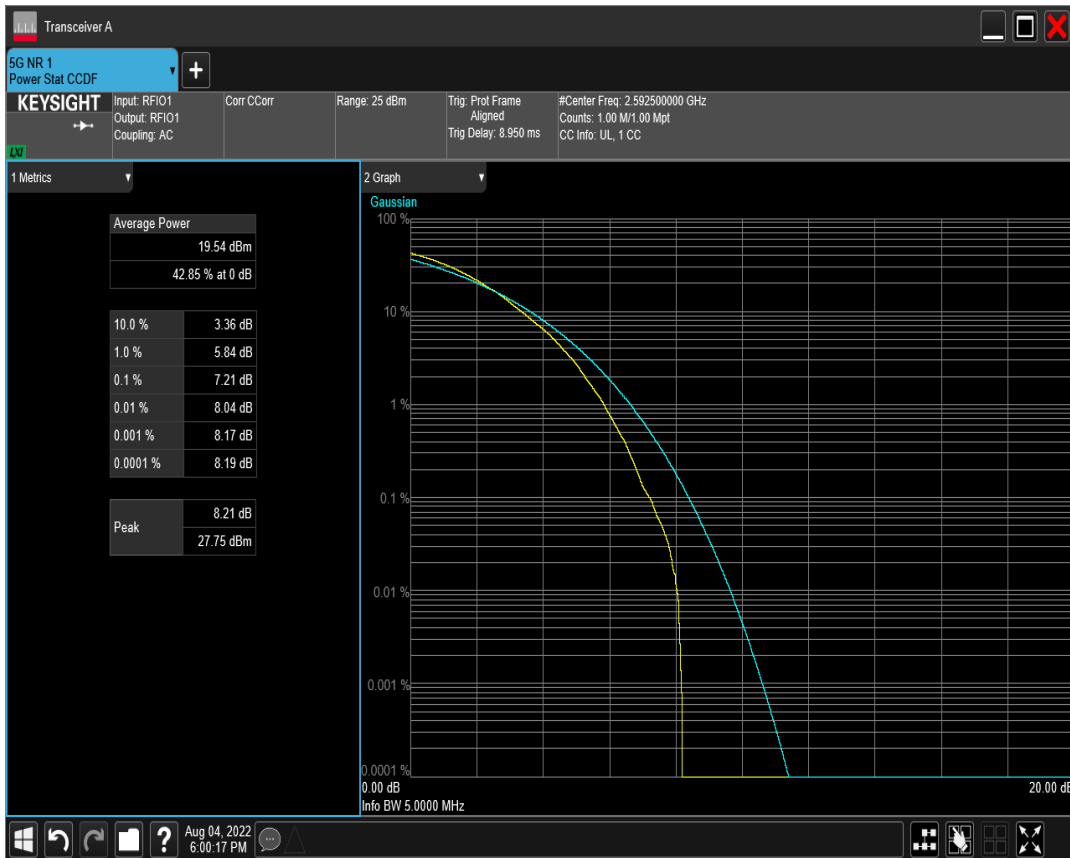 Transceiver A
5G NR 1
Power Stat CCDF
KEYSIGHT
LXI
Input: RFIO1
Output: RFIO1
Coupling: AC
Corr CCorr
Range: 25 dBm
Trig: Prot Frame
Aligned
Trig Delay: 8.950 ms
#Center Freq: 2.592500000 GHz
Counts: 1.00 M/1.00 Mpt
CC Info: UL, 1 CC
1 Metrics
Average Power
19.54 dBm
42.85 % at 0 dB
10.0 % 3.36 dB
1.0 % 5.84 dB
0.1 % 7.21 dB
0.01 % 8.04 dB
0.001 % 8.17 dB
0.0001 % 8.19 dB
Peak
8.21 dB
27.75 dBm
2 Graph
Gaussian
100 %
10 %
1 %
0.1 %
0.01 %
0.001 %
0.0001 %
0.00 dB 20.00 dB
Info BW 5.0000 MHz
Aug 04, 2022
6:00:17 PM